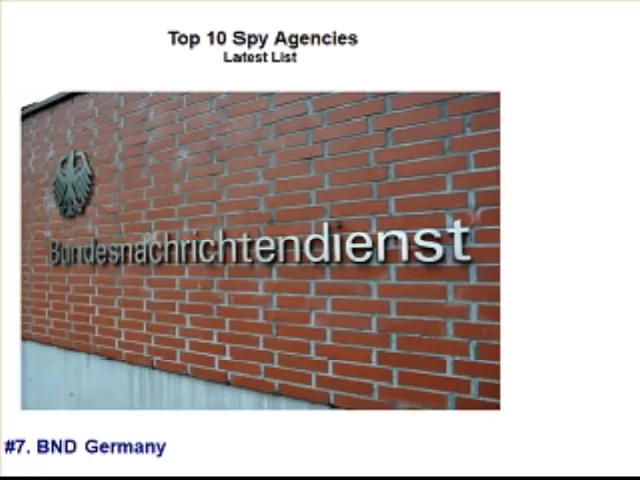 Top 10 Spy Agencies
Latest List
Bundesnachrichtendienst
#7. BND Germany